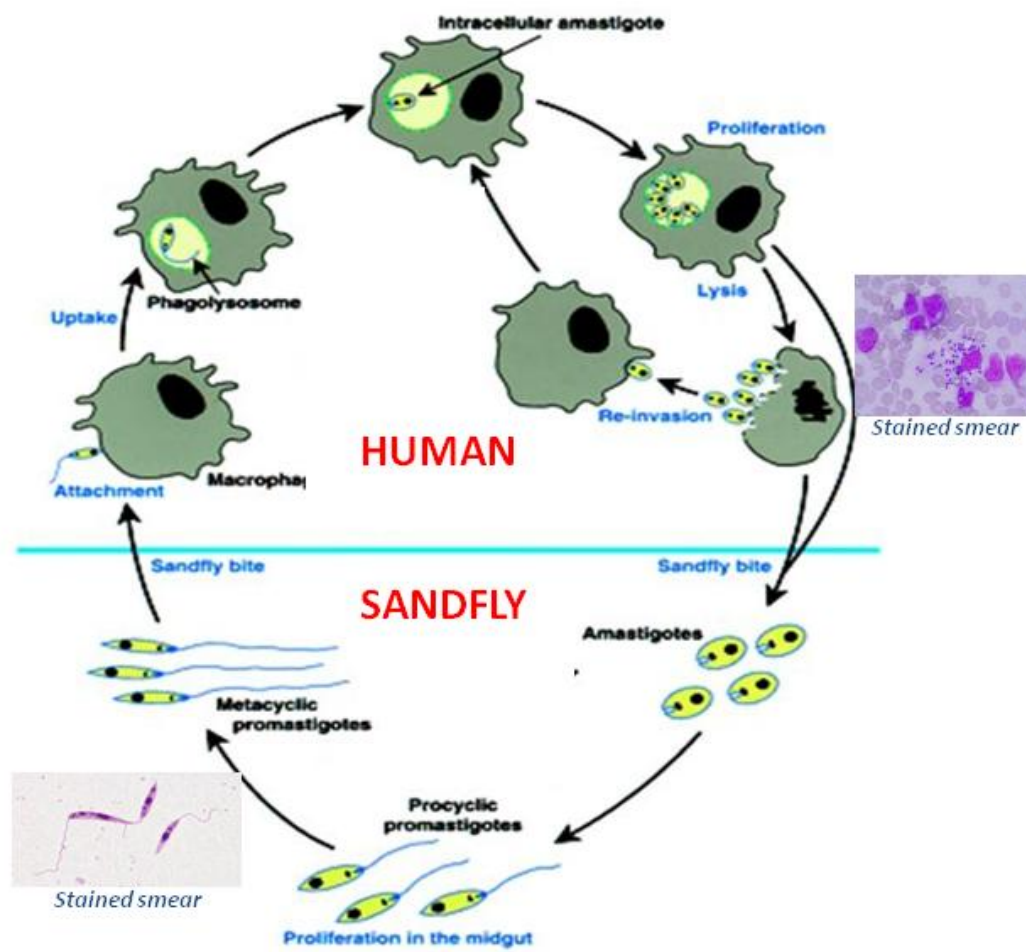 Intracellular amastigote
Proliferation
Phagolysosome
Uptake
Lysis
Stained smear
Re-invasion
HUMAN
Macrophag
Attachment
Sandfly bite
Sandfly bite
SANDFLY
Amastigotes
Metacyclic
promastigotes
Procyclic
promastigotes
Stained smear
Proliferation in the midgut